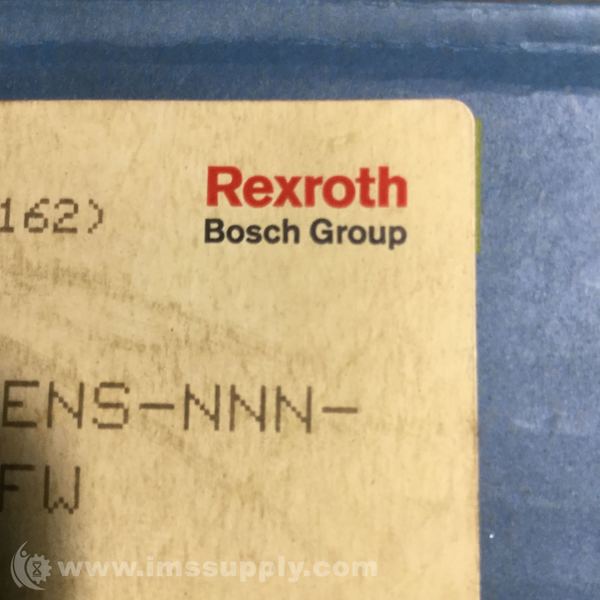 Rexroth
162)
Bosch Group
ENS-NNN-
FW
www.imssupply.com